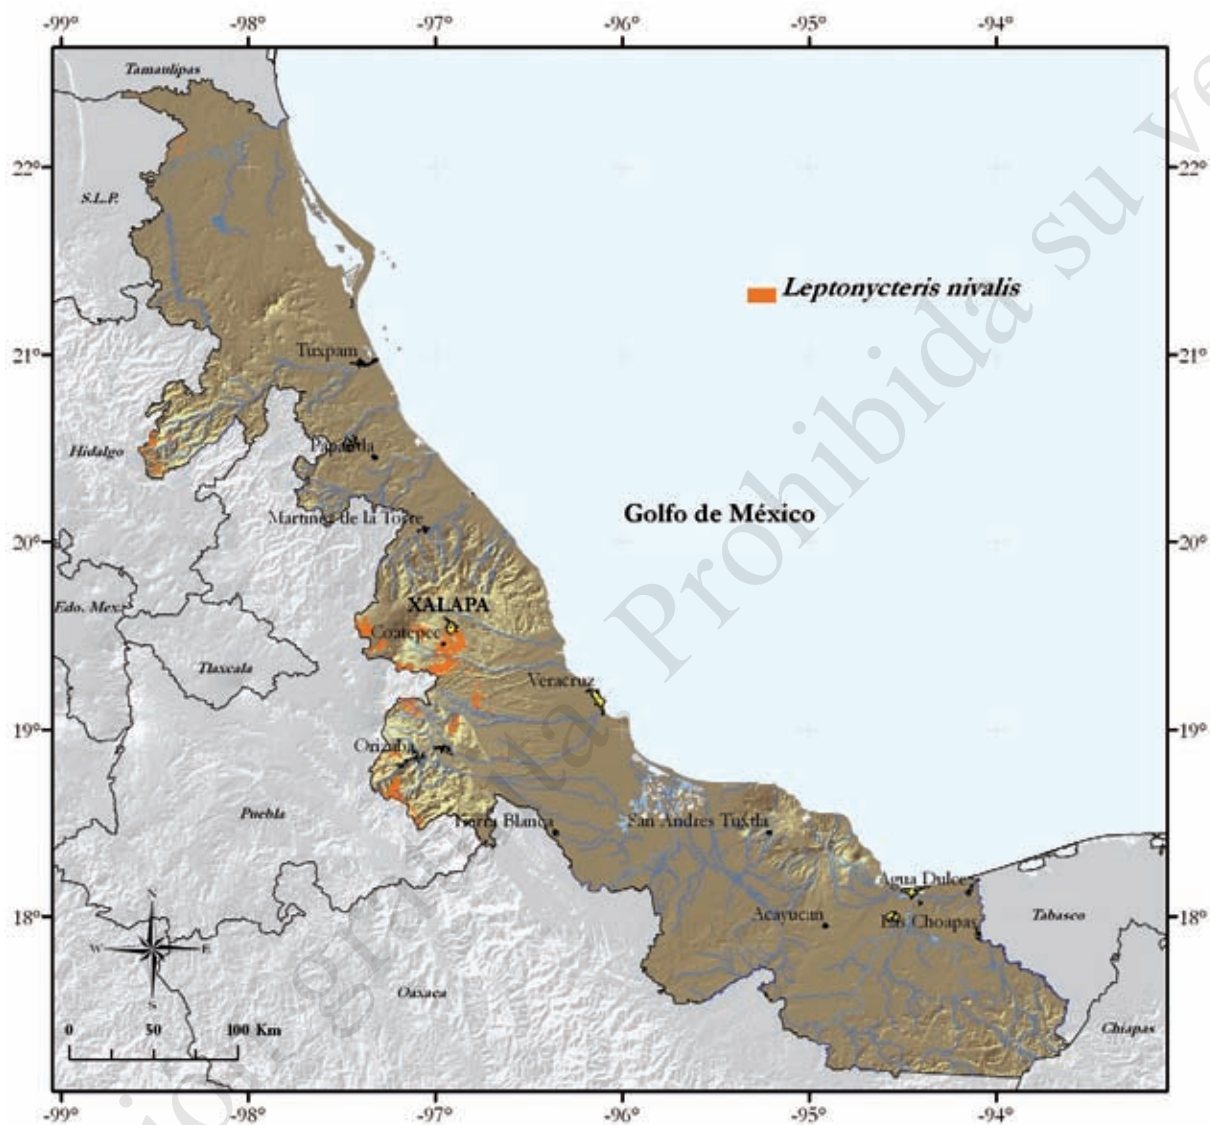 -99° -98° -97° -96° -95° -94°
Tamaulipas
22° 22°
S.L.P.
Leptonycteris nivalis
Tuxpam
21° 21°
Hidalgo
Papantla
Golfo de México
Martínez de la Torre
20° 20°
Edo. Mex.
XALAPA
Coatepec
Tlaxcala
Veracruz
19° 19°
Orizaba
Puebla
Tierra Blanca
San Andres Tuxtla
Agua Dulce
18° 18°
Acayucan
Las Choapas
Tabasco
N
W E
S
Oaxaca
Chiapas
0 50 100 Km
-99° -98° -97° -96° -95° -94°
Prohibida su